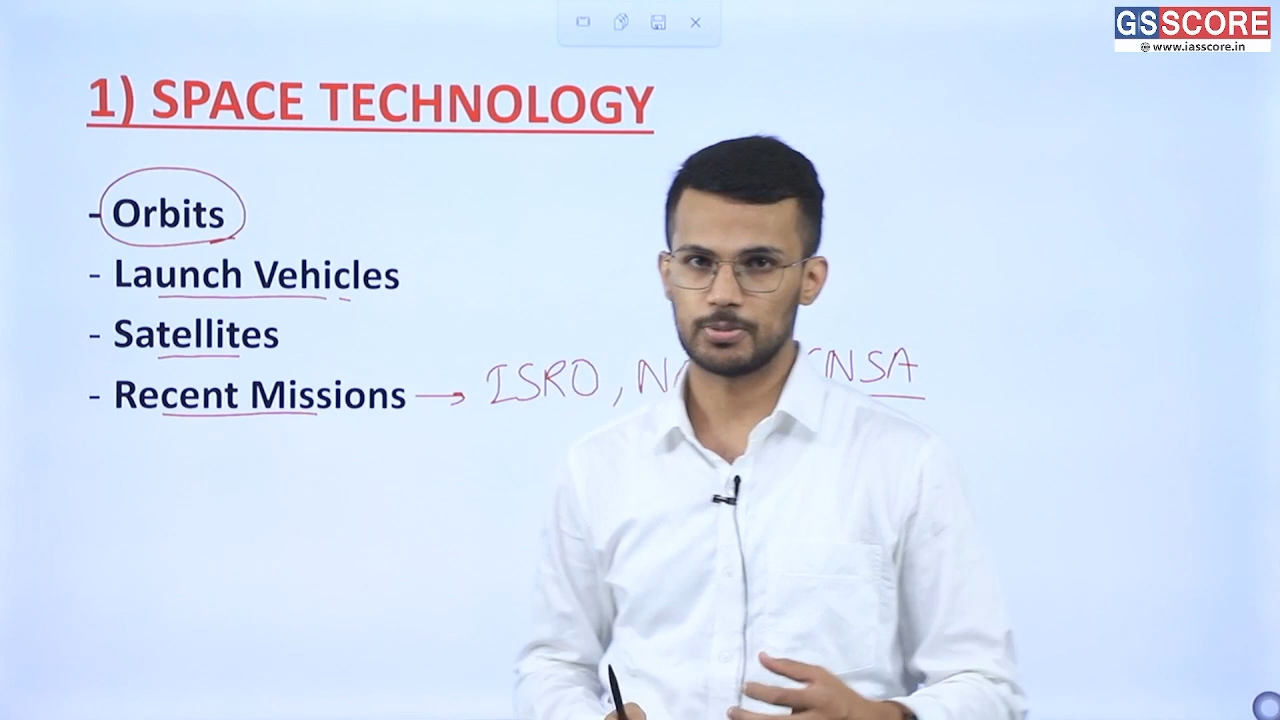 GSSCORE
www.iasscore.in
1) SPACE TECHNOLOGY
- Orbits
- Launch Vehicles
- Satellites
- Recent Missions → ISRO,